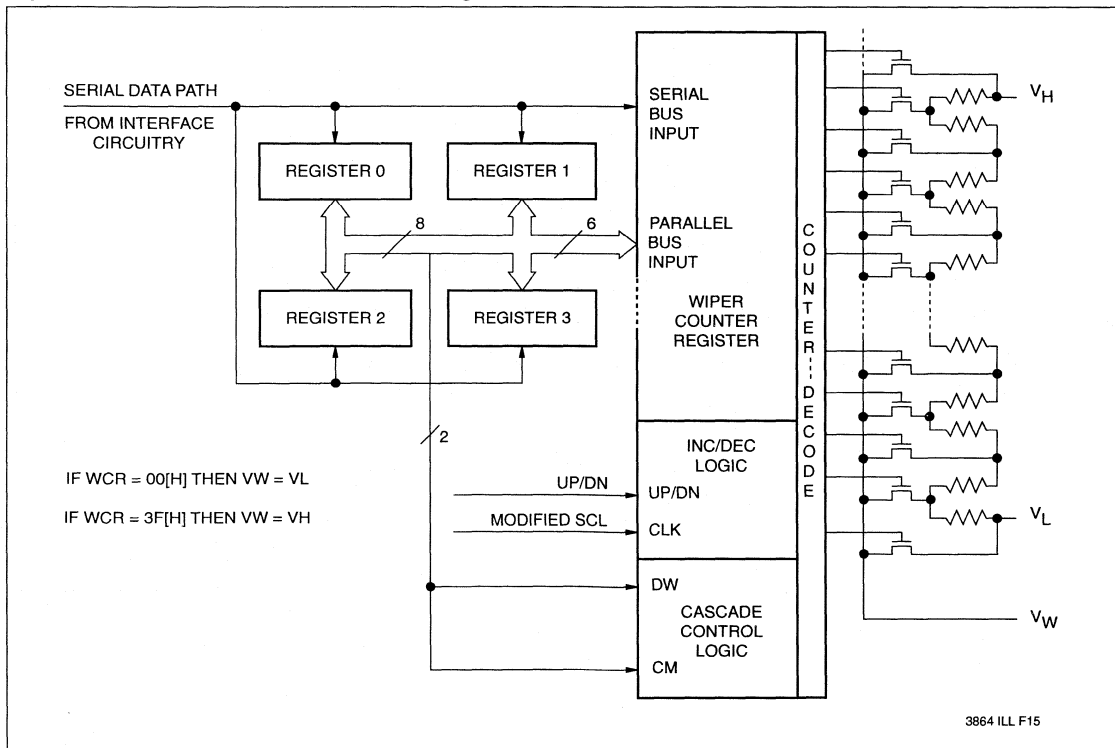 SERIAL DATA PATH
FROM INTERFACE
CIRCUITRY
REGISTER 0
REGISTER 1
REGISTER 2
REGISTER 3
8
6
2
SERIAL
BUS
INPUT
PARALLEL
BUS
INPUT
WIPER
COUNTER
REGISTER
INC/DEC
LOGIC
UP/DN
UP/DN
MODIFIED SCL
CLK
DW
CASCADE
CONTROL
LOGIC
CM
COUNTER
DECODE
VH
VL
VW
IF WCR = 00[H] THEN VW = VL
IF WCR = 3F[H] THEN VW = VH
3864 ILL F15